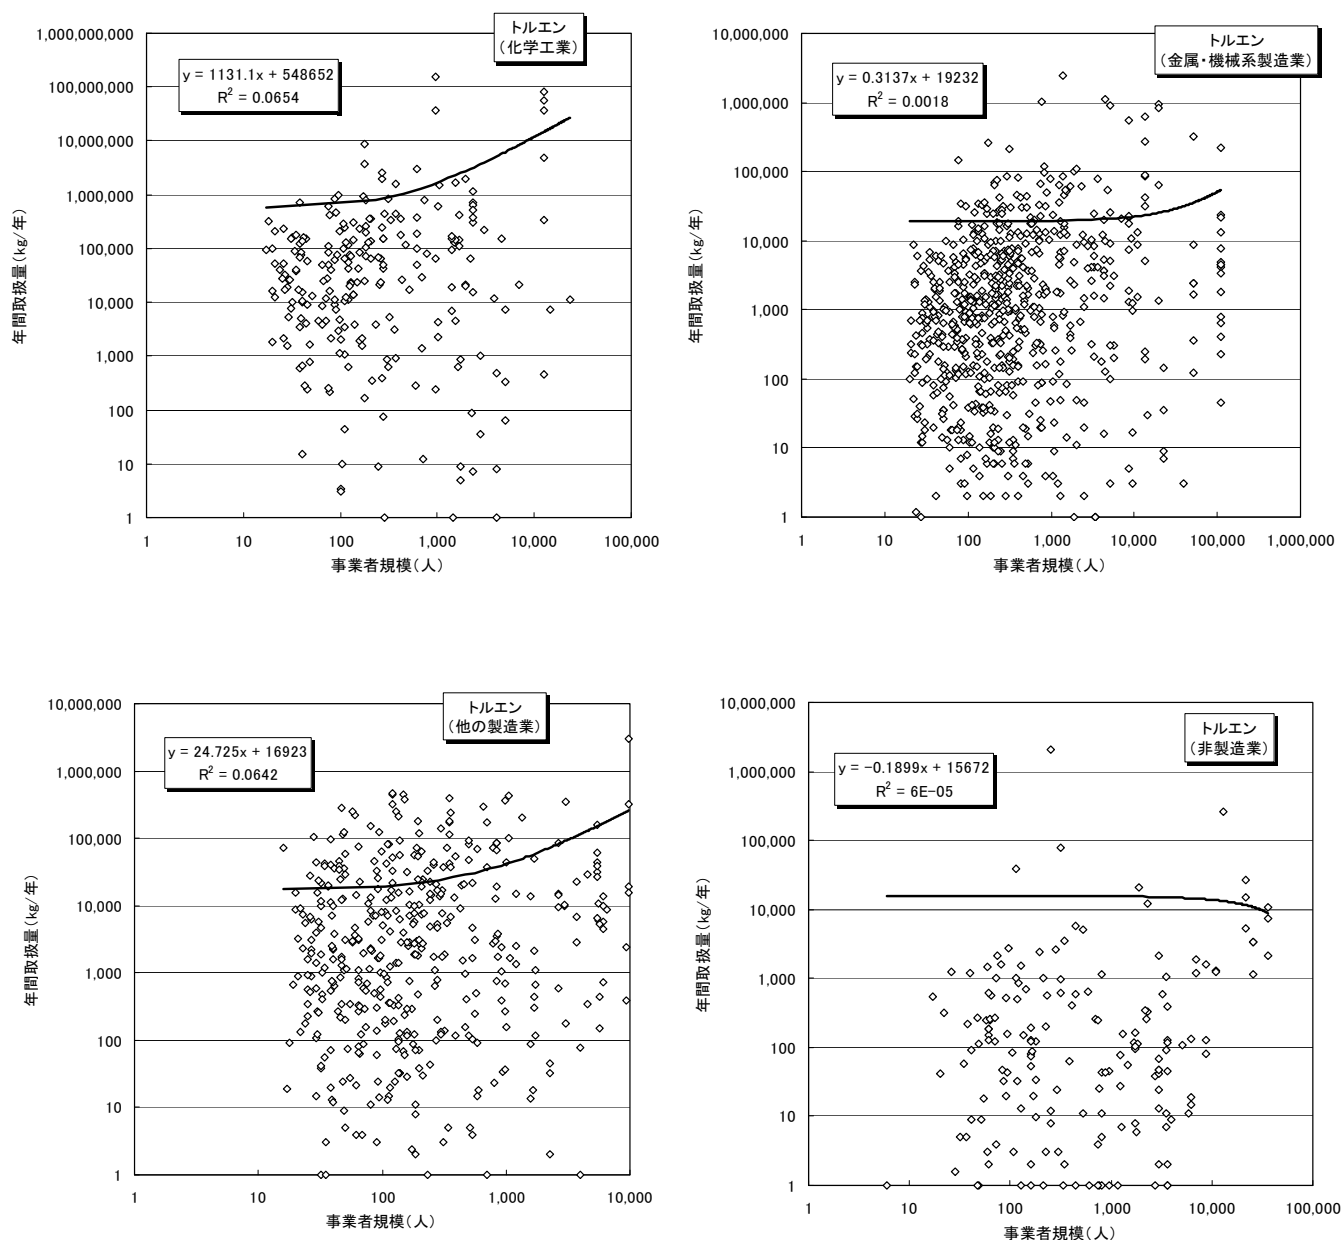 トルエン
（化学工業）
y = 1131.1x + 548652
R² = 0.0654
年間取扱量（kg/年）
1,000,000,000
100,000,000
10,000,000
1,000,000
100,000
10,000
1,000
100
10
1
1 10 100 1,000 10,000 100,000
事業者規模（人）
トルエン
（金属・機械系製造業）
y = 0.3137x + 19232
R² = 0.0018
年間取扱量（kg/年）
10,000,000
1,000,000
100,000
10,000
1,000
100
10
1
1 10 100 1,000 10,000 100,000 1,000,000
事業者規模（人）
トルエン
（他の製造業）
y = 24.725x + 16923
R² = 0.0642
年間取扱量（kg/年）
10,000,000
1,000,000
100,000
10,000
1,000
100
10
1
1 10 100 1,000 10,000
事業者規模（人）
トルエン
（非製造業）
y = -0.1899x + 15672
R² = 6E-05
年間取扱量（kg/年）
10,000,000
1,000,000
100,000
10,000
1,000
100
10
1
1 10 100 1,000 10,000 100,000
事業者規模（人）